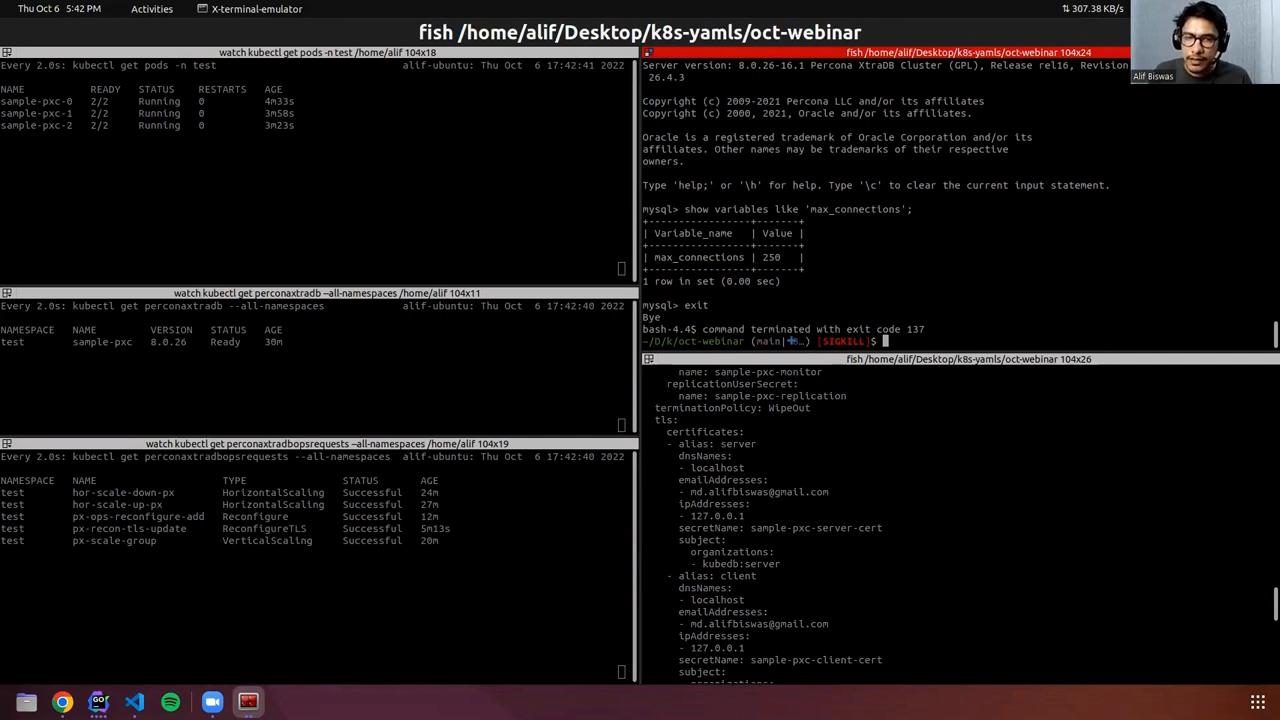 Thu Oct 6  5:42 PM
Activities
X-terminal-emulator
307.38 KB/s
fish /home/alif/Desktop/k8s-yamls/oct-webinar
watch kubectl get pods -n test /home/alif 104x18
Every 2.0s: kubectl get pods -n test alif-ubuntu: Thu Oct  6 17:42:41 2022
NAME READY STATUS RESTARTS AGE
sample-pxc-0 2/2 Running 0 4m33s
sample-pxc-1 2/2 Running 0 3m58s
sample-pxc-2 2/2 Running 0 3m23s
watch kubectl get perconaxtradb --all-namespaces /home/alif 104x11
Every 2.0s: kubectl get perconaxtradb --all-namespaces alif-ubuntu: Thu Oct  6 17:42:40 2022
NAMESPACE NAME VERSION STATUS AGE
test sample-pxc 8.0.26 Ready 30m
watch kubectl get perconaxtradbopsrequests --all-namespaces /home/alif 104x19
Every 2.0s: kubectl get perconaxtradbopsrequests --all-namespaces alif-ubuntu: Thu Oct  6 17:42:40 2022
NAMESPACE NAME TYPE STATUS AGE
test hor-scale-down-px HorizontalScaling Successful 24m
test hor-scale-up-px HorizontalScaling Successful 27m
test px-ops-reconfigure-add Reconfigure Successful 12m
test px-recon-tls-update ReconfigureTLS Successful 5m13s
test px-scale-group VerticalScaling Successful 20m
fish /home/alif/Desktop/k8s-yamls/oct-webinar 104x24
Server version: 8.0.26-16.1 Percona XtraDB Cluster (GPL), Release rel16, Revision
26.4.3
Copyright (c) 2009-2021 Percona LLC and/or its affiliates
Copyright (c) 2000, 2021, Oracle and/or its affiliates.
Oracle is a registered trademark of Oracle Corporation and/or its
affiliates. Other names may be trademarks of their respective
owners.
Type 'help;' or '\h' for help. Type '\c' to clear the current input statement.
mysql> show variables like 'max_connections';
+-----------------+-------+
| Variable_name   | Value |
+-----------------+-------+
| max_connections | 250   |
+-----------------+-------+
1 row in set (0.00 sec)
mysql> exit
Bye
bash-4.4$ command terminated with exit code 137
~/D/k/oct-webinar (main| …) [SIGKILL]$
Alif Biswas
fish /home/alif/Desktop/k8s-yamls/oct-webinar 104x26
name: sample-pxc-monitor
replicationUserSecret:
name: sample-pxc-replication
terminationPolicy: WipeOut
tls:
certificates:
- alias: server
dnsNames:
- localhost
emailAddresses:
- md.alifbiswas@gmail.com
ipAddresses:
- 127.0.0.1
secretName: sample-pxc-server-cert
subject:
organizations:
- kubedb:server
- alias: client
dnsNames:
- localhost
emailAddresses:
- md.alifbiswas@gmail.com
ipAddresses:
- 127.0.0.1
secretName: sample-pxc-client-cert
subject:
organizations: